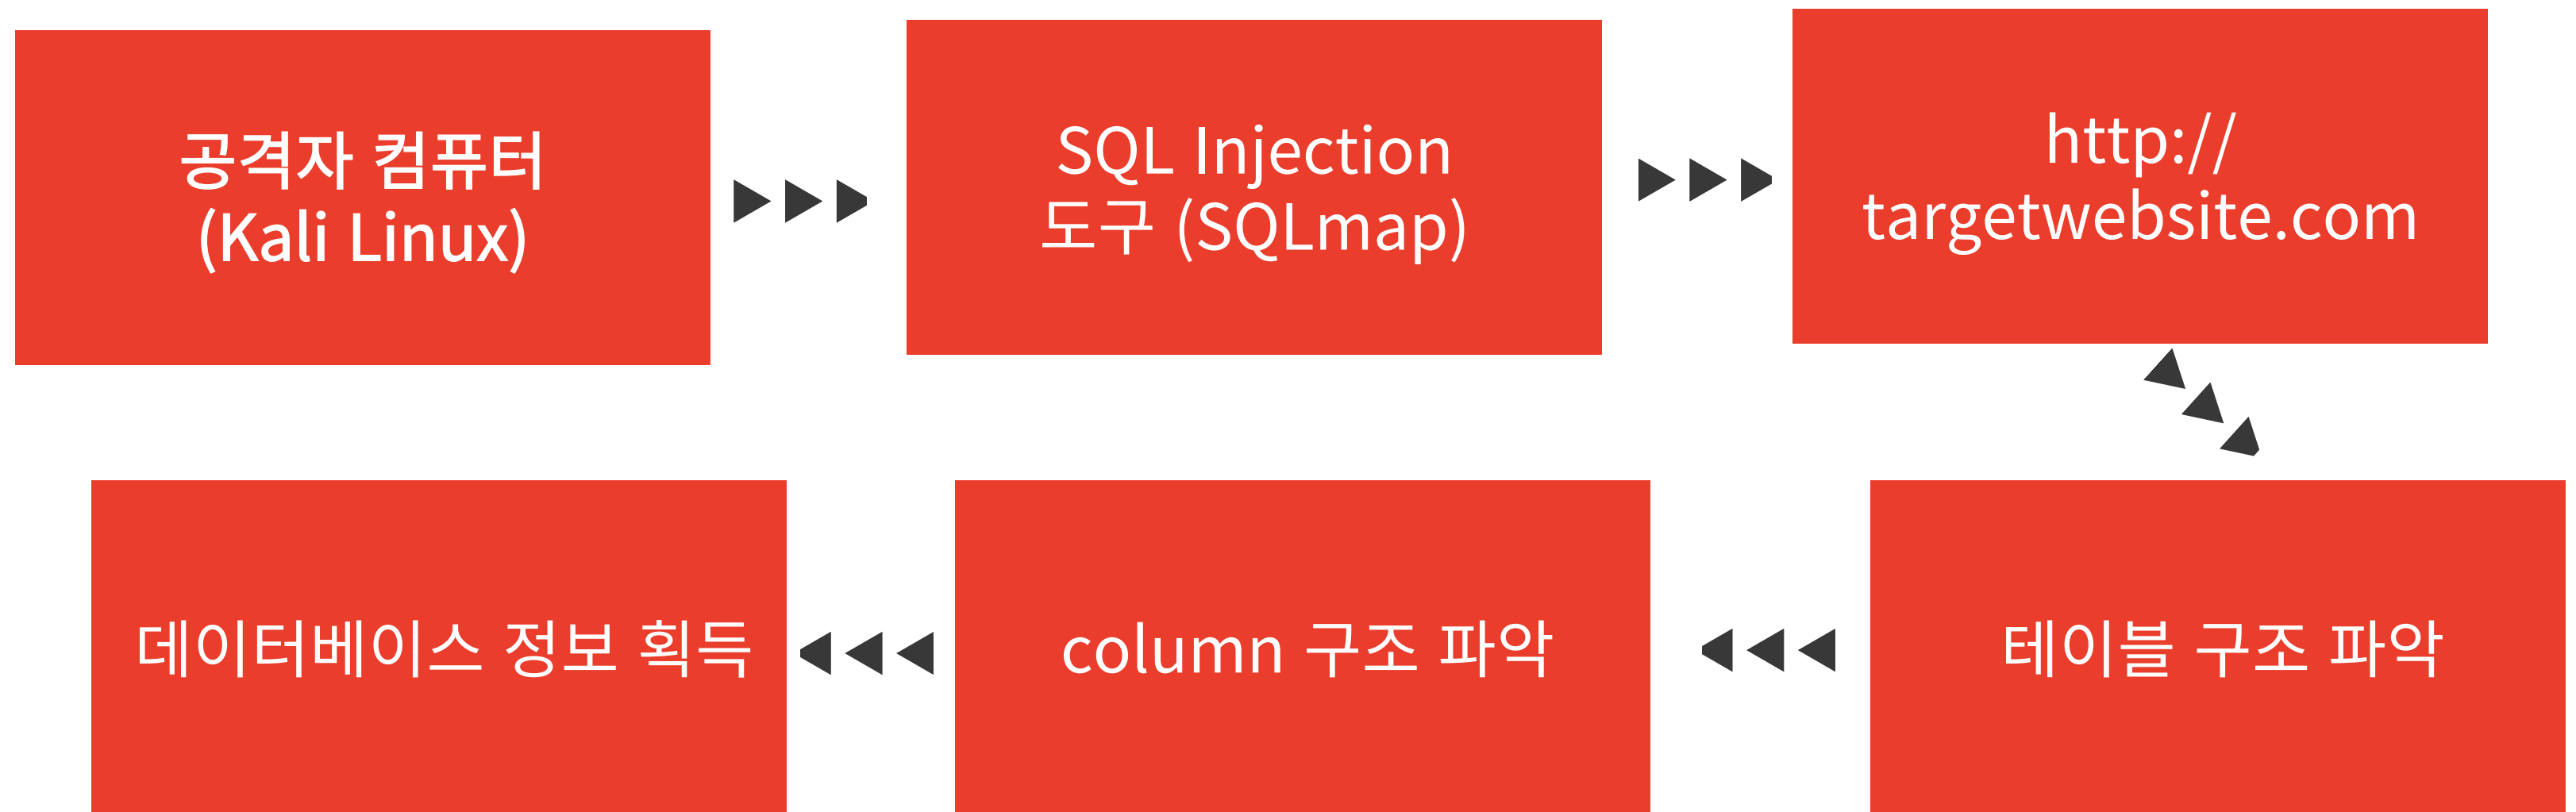 공격자 컴퓨터
(Kali Linux)
SQL Injection
도구 (SQLmap)
http://
targetwebsite.com
테이블 구조 파악
column 구조 파악
데이터베이스 정보 획득